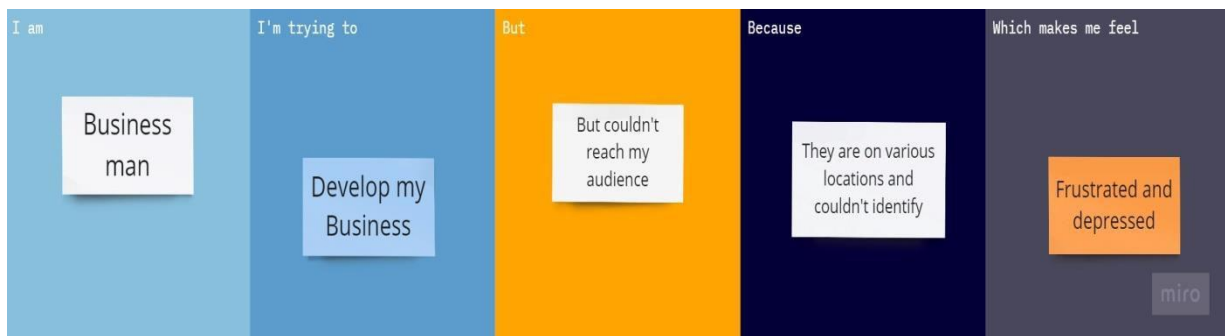 I am
Business
man
I'm trying to
Develop my
Business
But
But couldn't
reach my
audience
Because
They are on various
locations and
couldn't identify
Which makes me feel
Frustrated and
depressed
miro